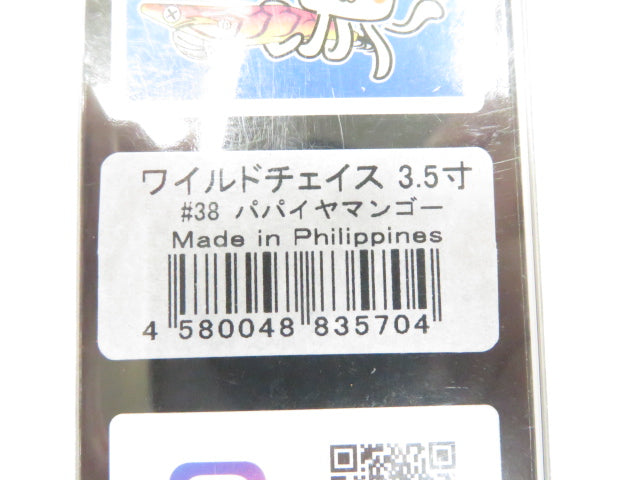 ワイルドチェイス 3.5寸
#38 パパイヤマンゴー
Made in Philippines
4 580048 835704